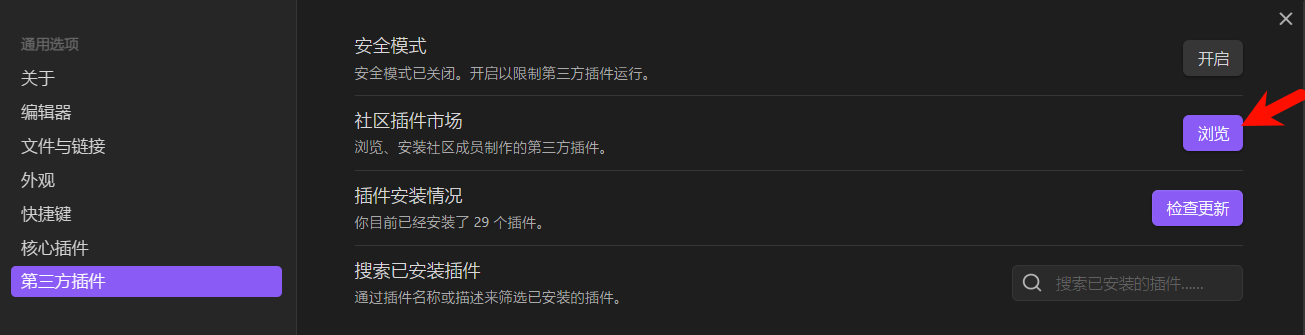 通用选项
关于
编辑器
文件与链接
外观
快捷键
核心插件
第三方插件
安全模式
安全模式已关闭。开启以限制第三方插件运行。
开启
社区插件市场
浏览、安装社区成员制作的第三方插件。
浏览
插件安装情况
你目前已经安装了 29 个插件。
检查更新
搜索已安装插件
通过插件名称或描述来筛选已安装的插件。
搜索已安装的插件......